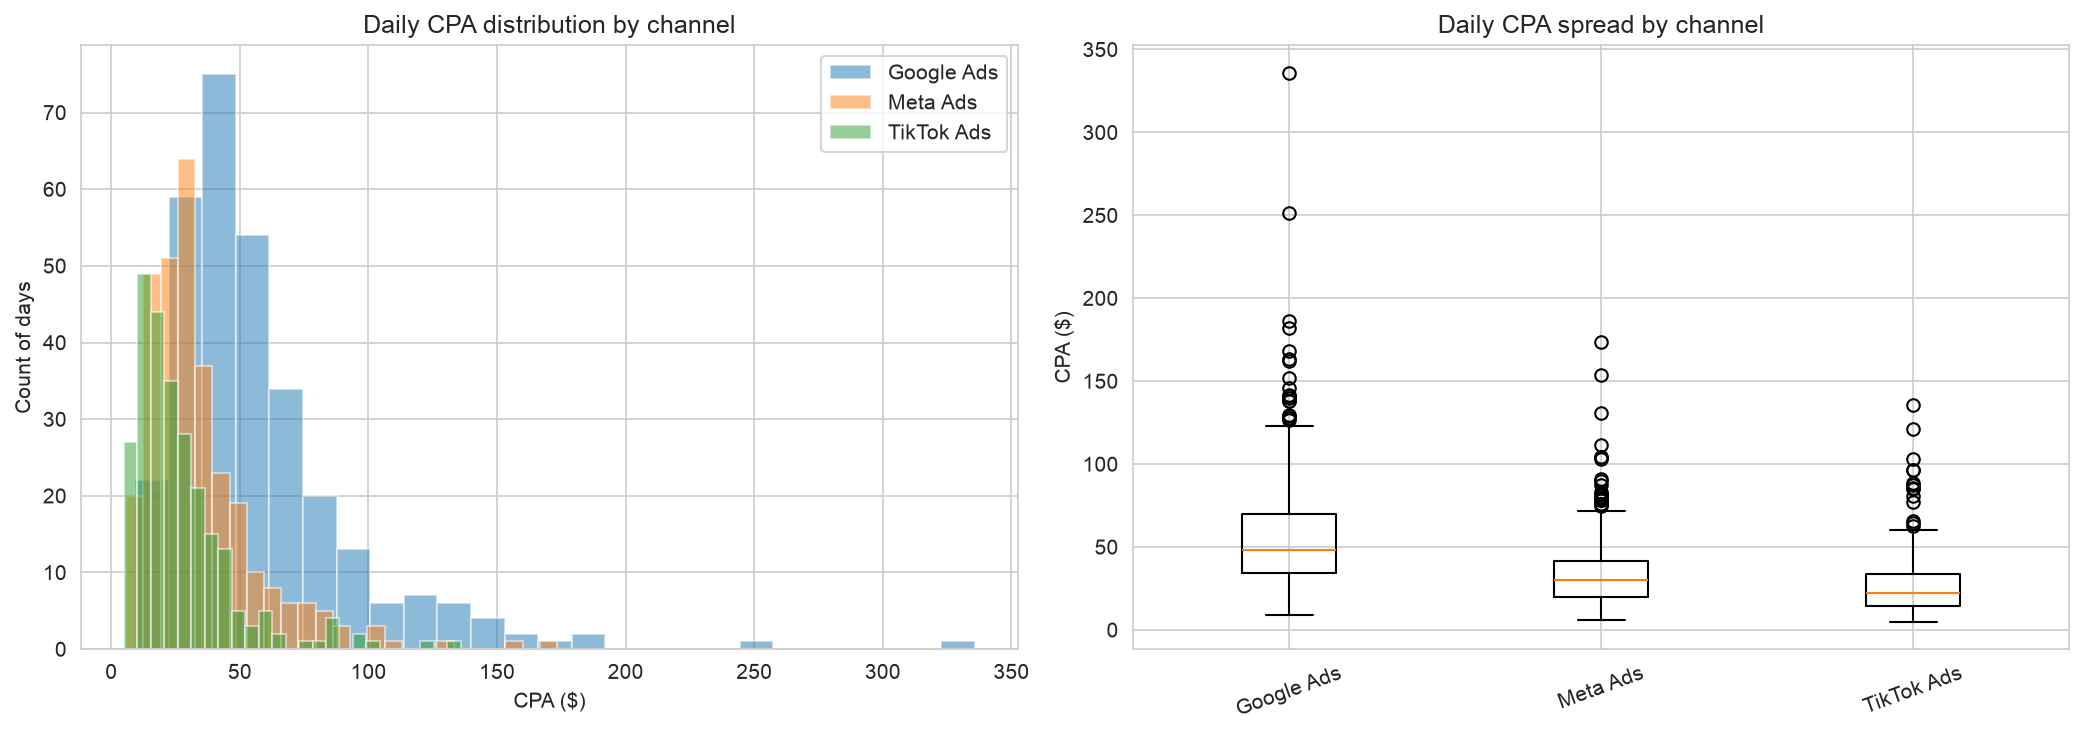 Daily CPA distribution by channel
Google Ads
Meta Ads
TikTok Ads
Count of days
70
60
50
40
30
20
10
0
0 50 100 150 200 250 300 350
CPA ($)
Daily CPA spread by channel
CPA ($)
350
300
250
200
150
100
50
0
Google Ads Meta Ads TikTok Ads